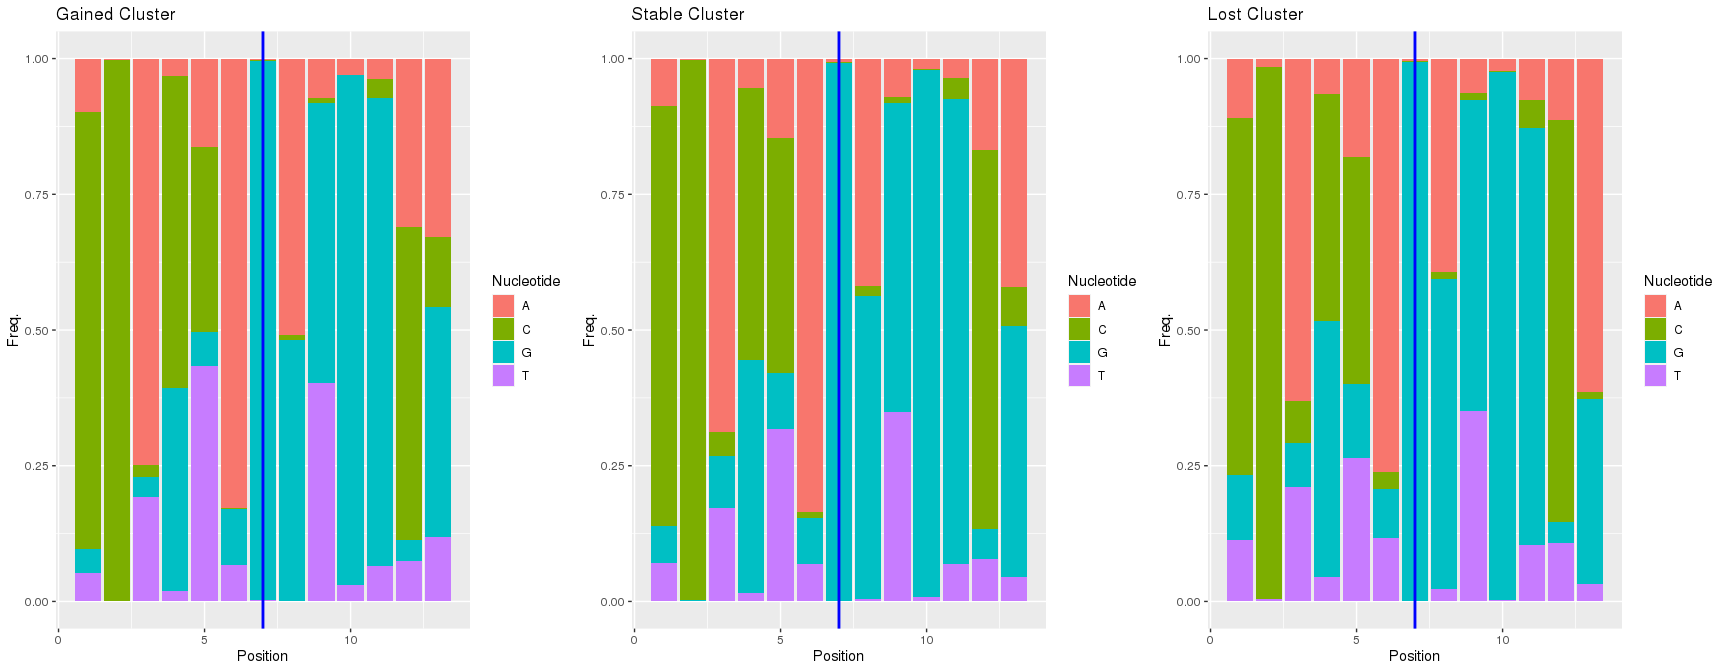 Gained Cluster
1.00
0.75
0.50
0.25
0.00
Freq.
0
5
10
Position
Nucleotide
A
C
G
T
Stable Cluster
1.00
0.75
0.50
0.25
0.00
Freq.
0
5
10
Position
Nucleotide
A
C
G
T
Lost Cluster
1.00
0.75
0.50
0.25
0.00
Freq.
0
5
10
Position
Nucleotide
A
C
G
T